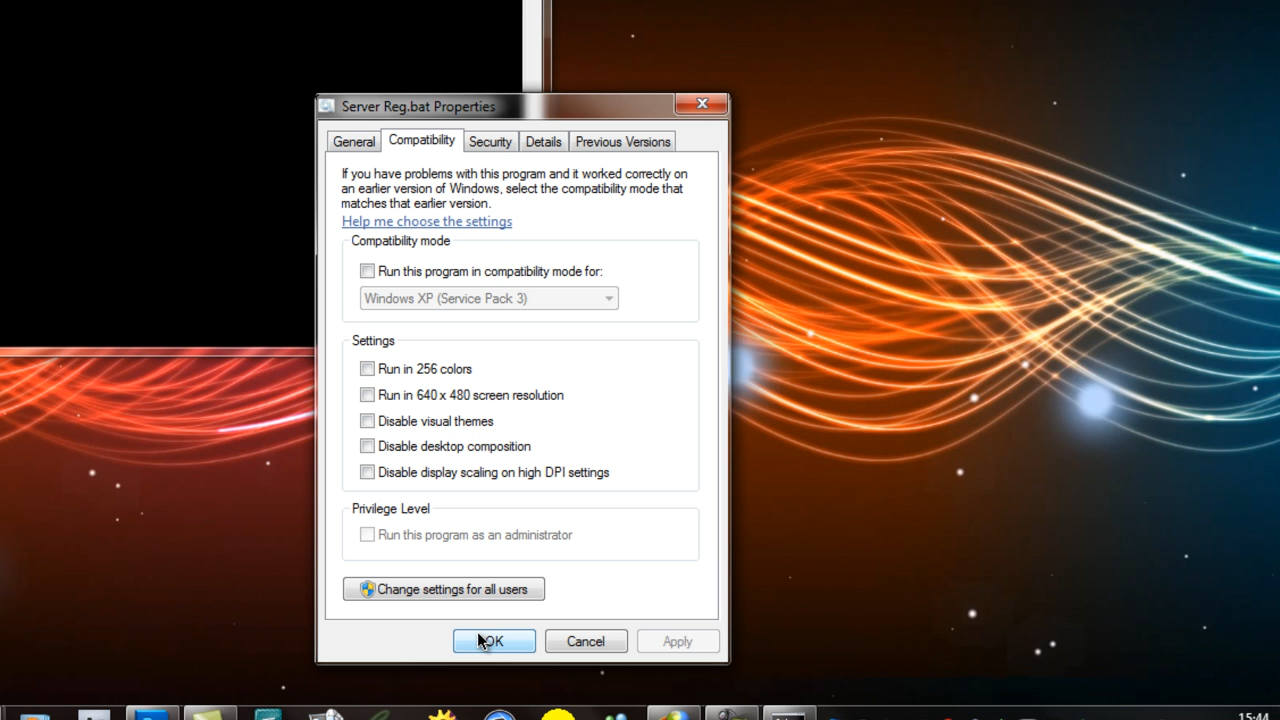 Server Reg.bat Properties
General
Compatibility
Security
Details
Previous Versions
If you have problems with this program and it worked correctly on
an earlier version of Windows, select the compatibility mode that
matches that earlier version.
Help me choose the settings
Compatibility mode
Run this program in compatibility mode for:
Windows XP (Service Pack 3)
Settings
Run in 256 colors
Run in 640 x 480 screen resolution
Disable visual themes
Disable desktop composition
Disable display scaling on high DPI settings
Privilege Level
Run this program as an administrator
Change settings for all users
OK
Cancel
Apply
15:44